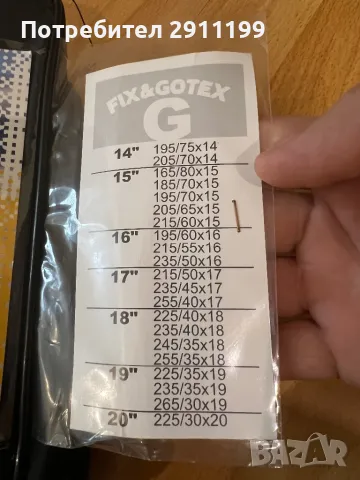 Потребител 2911199
FIX&GOTEX
G
14" 195/75x14
205/70x14
15" 165/80x15
185/70x15
195/70x15
205/65x15
215/60x15
16" 195/60x16
215/55x16
235/50x16
17" 215/50x17
235/45x17
255/40x17
18" 225/40x18
235/40x18
245/35x18
255/35x18
19" 225/35x19
235/35x19
265/30x19
20" 225/30x20
BAZAR